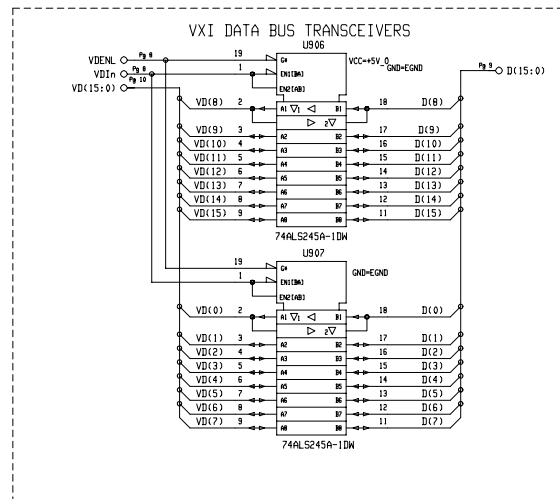 VXI DATA BUS TRANSCEIVERS
U906
VDENL Pg 8 19 G# VCC=+5V_0 GND=EGND Pg 9 D(15:0)
VDIn Pg 8 1 EN1[BA]
VD(15:0) Pg 10 EN2[AB]
VD(8) 2 A1 1 B1 18 D(8)
2
VD(9) 3 A2 B2 17 D(9)
VD(10) 4 A3 B3 16 D(10)
VD(11) 5 A4 B4 15 D(11)
VD(12) 6 A5 B5 14 D(12)
VD(13) 7 A6 B6 13 D(13)
VD(14) 8 A7 B7 12 D(14)
VD(15) 9 A8 B8 11 D(15)
74ALS245A-1DW
U907
19 G# GND=EGND
1 EN1[BA]
EN2[AB]
VD(0) 2 A1 1 B1 18 D(0)
2
VD(1) 3 A2 B2 17 D(1)
VD(2) 4 A3 B3 16 D(2)
VD(3) 5 A4 B4 15 D(3)
VD(4) 6 A5 B5 14 D(4)
VD(5) 7 A6 B6 13 D(5)
VD(6) 8 A7 B7 12 D(6)
VD(7) 9 A8 B8 11 D(7)
74ALS245A-1DW